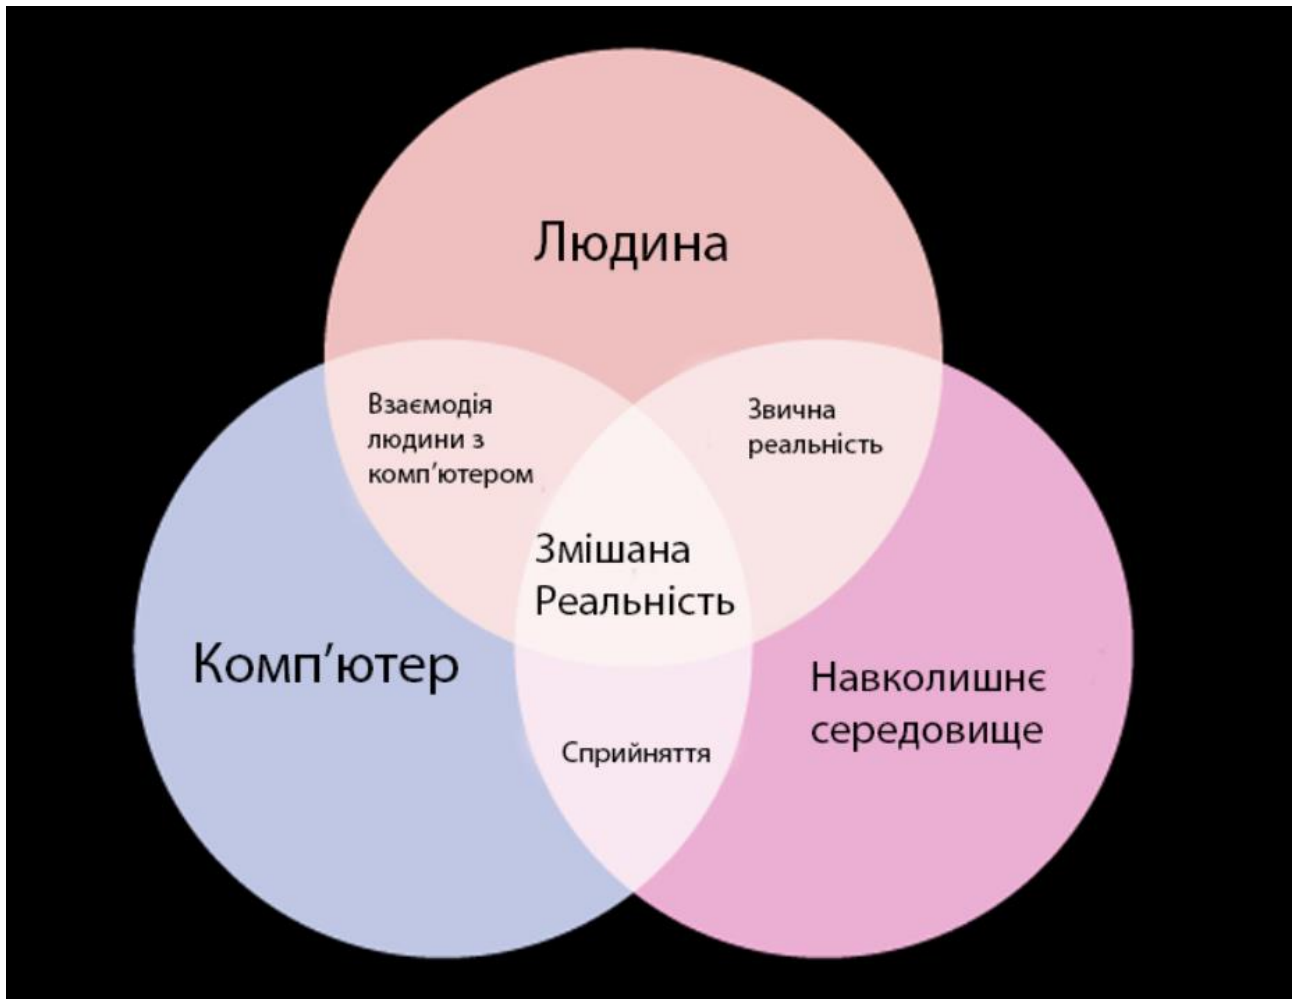 Людина
Взаємодія
людини з
комп'ютером
Звична
реальність
Змішана
Реальність
Комп'ютер
Навколишнє
середовище
Сприйняття